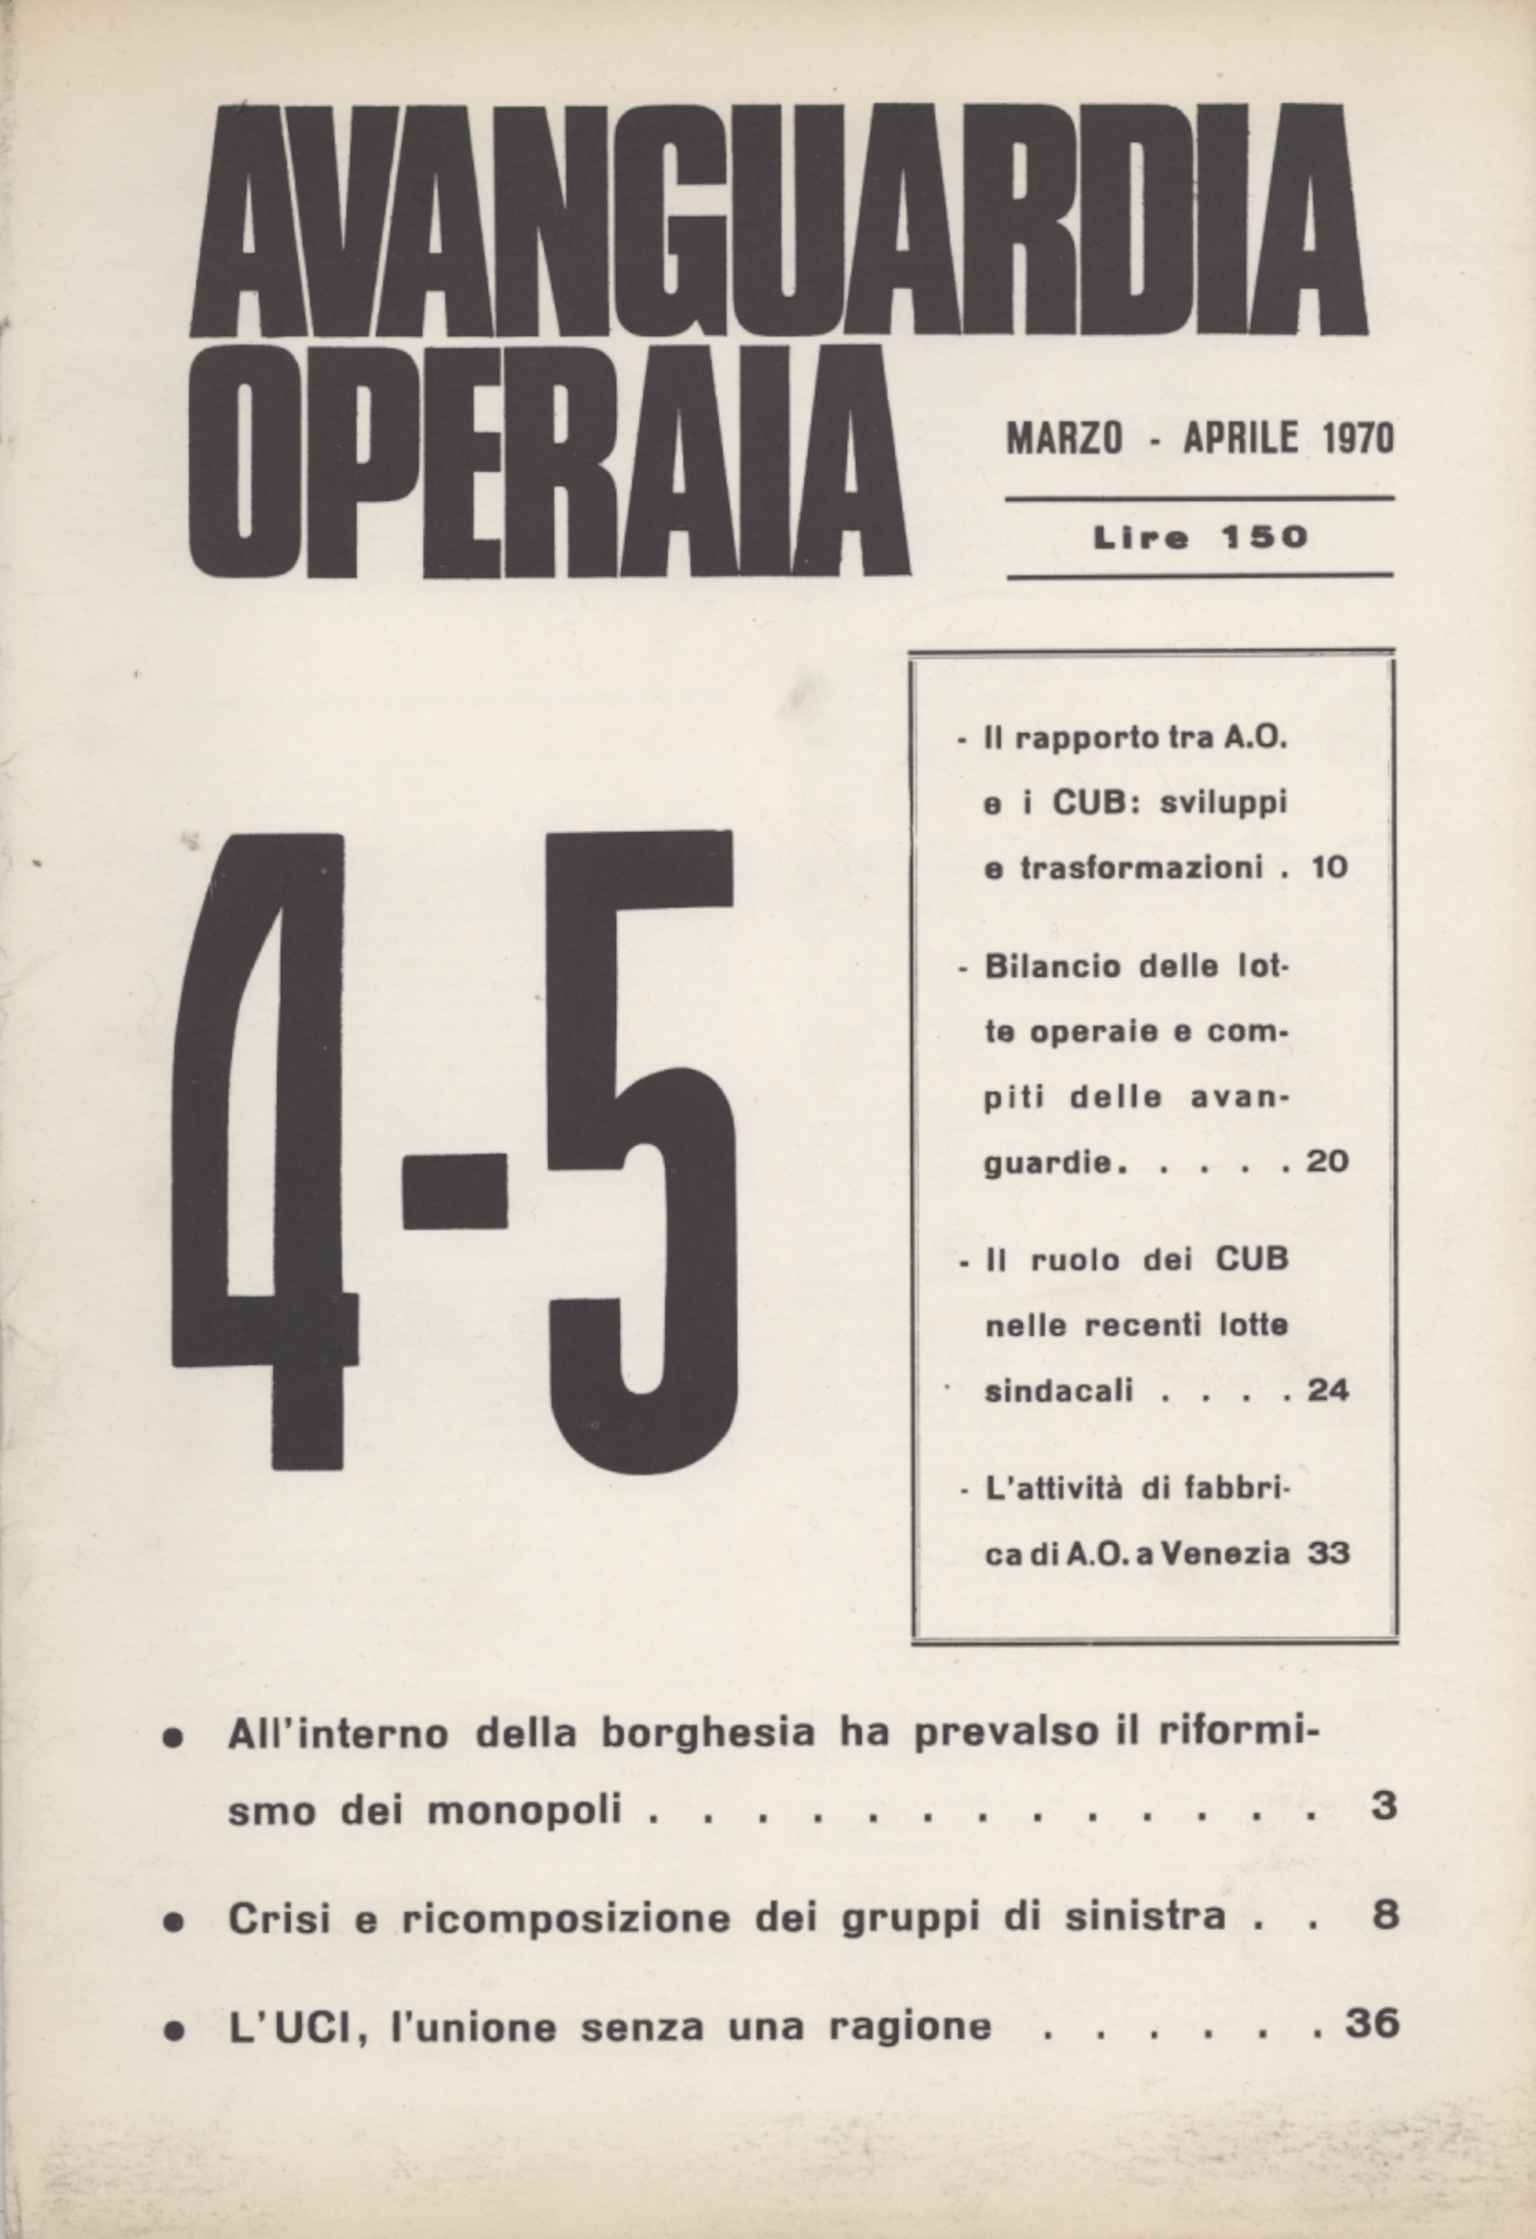 AVANGUARDIA
OPERAIA
MARZO - APRILE 1970
Lire 150
4-5
- Il rapporto tra A.O.
e i CUB: sviluppi
e trasformazioni . 10
- Bilancio delle lot-
te operaie e com-
piti delle avan-
guardie. . . . . 20
- Il ruolo dei CUB
nelle recenti lotte
sindacali . . . . 24
- L'attività di fabbri-
ca di A.O. a Venezia 33
● All'interno della borghesia ha prevalso il riformi-
smo dei monopoli . . . . . . . . . . . . . 3
● Crisi e ricomposizione dei gruppi di sinistra . . 8
● L'UCI, l'unione senza una ragione . . . . . . 36